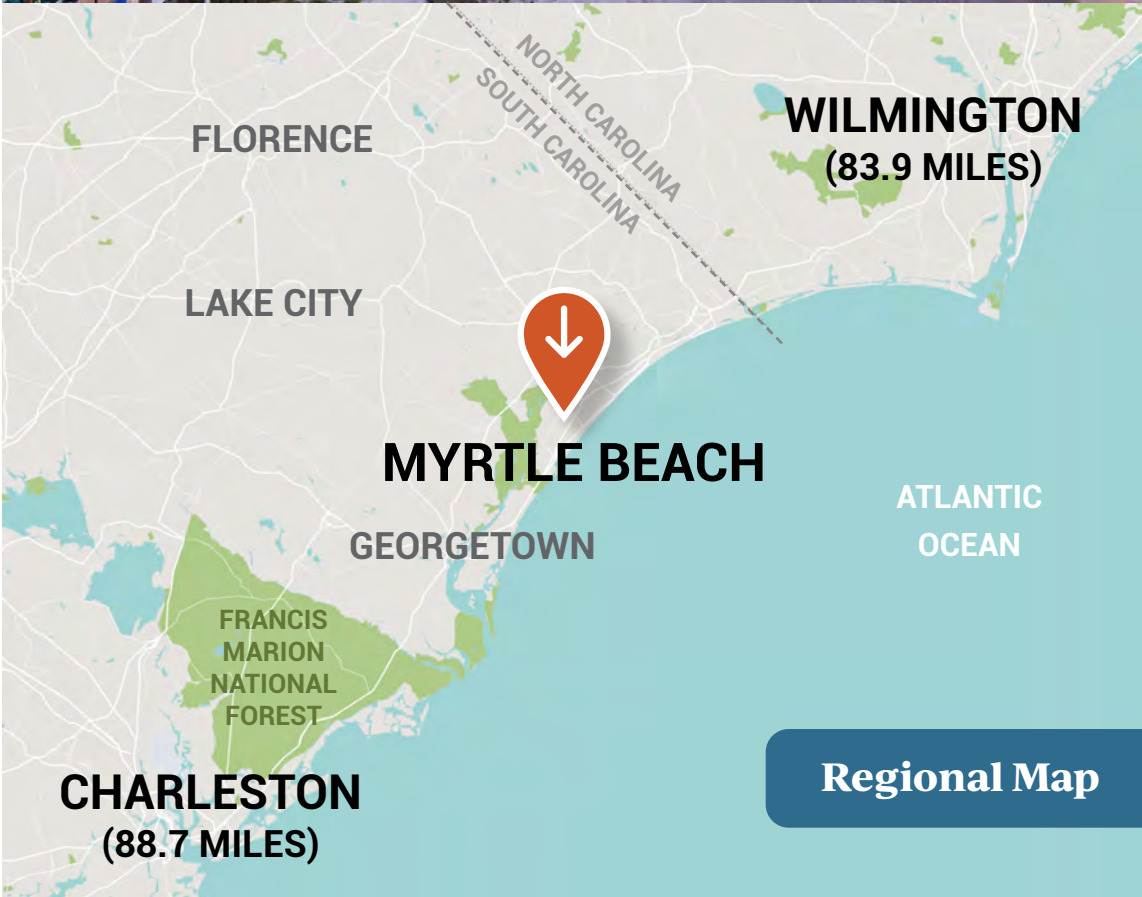 NORTH CAROLINA
SOUTH CAROLINA
WILMINGTON
(83.9 MILES)
FLORENCE
LAKE CITY
MYRTLE BEACH
ATLANTIC
OCEAN
GEORGETOWN
FRANCIS
MARION
NATIONAL
FOREST
Regional Map
CHARLESTON
(88.7 MILES)